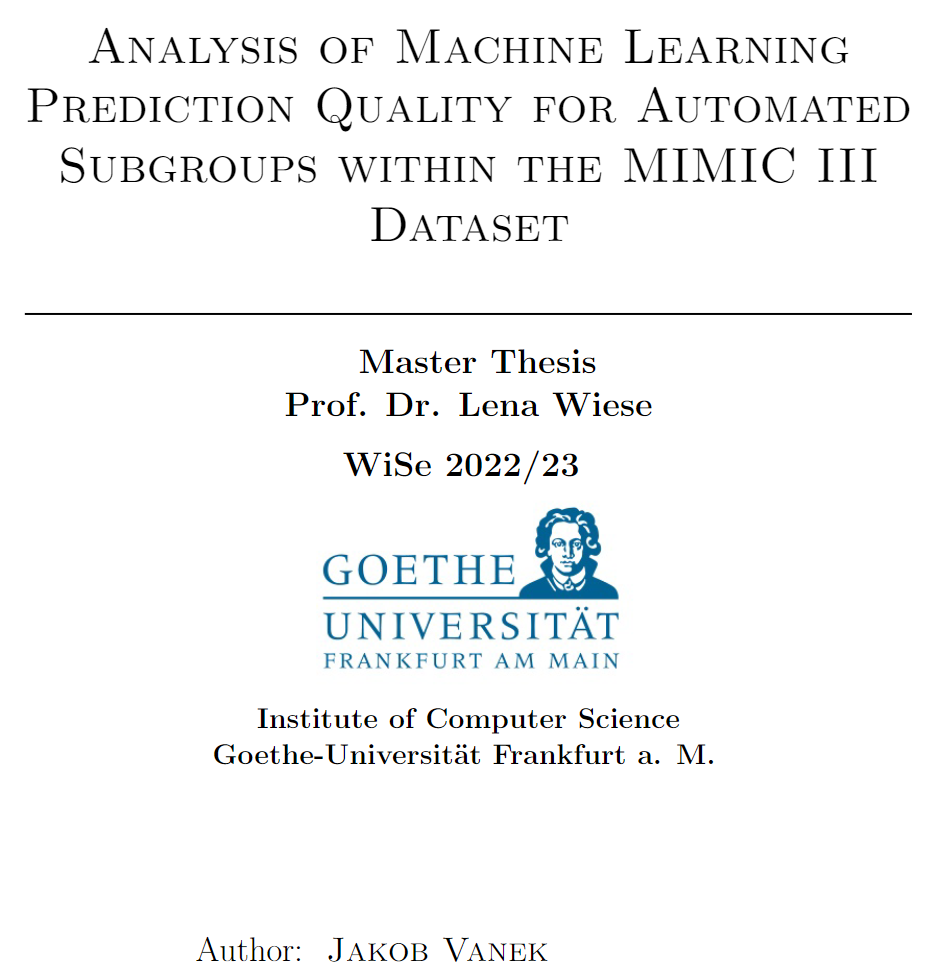 Analysis of Machine Learning
Prediction Quality for Automated
Subgroups within the MIMIC III
Dataset
Master Thesis
Prof. Dr. Lena Wiese
WiSe 2022/23
GOETHE
UNIVERSITÄT
FRANKFURT AM MAIN
Institute of Computer Science
Goethe-Universität Frankfurt a. M.
Author: Jakob Vanek